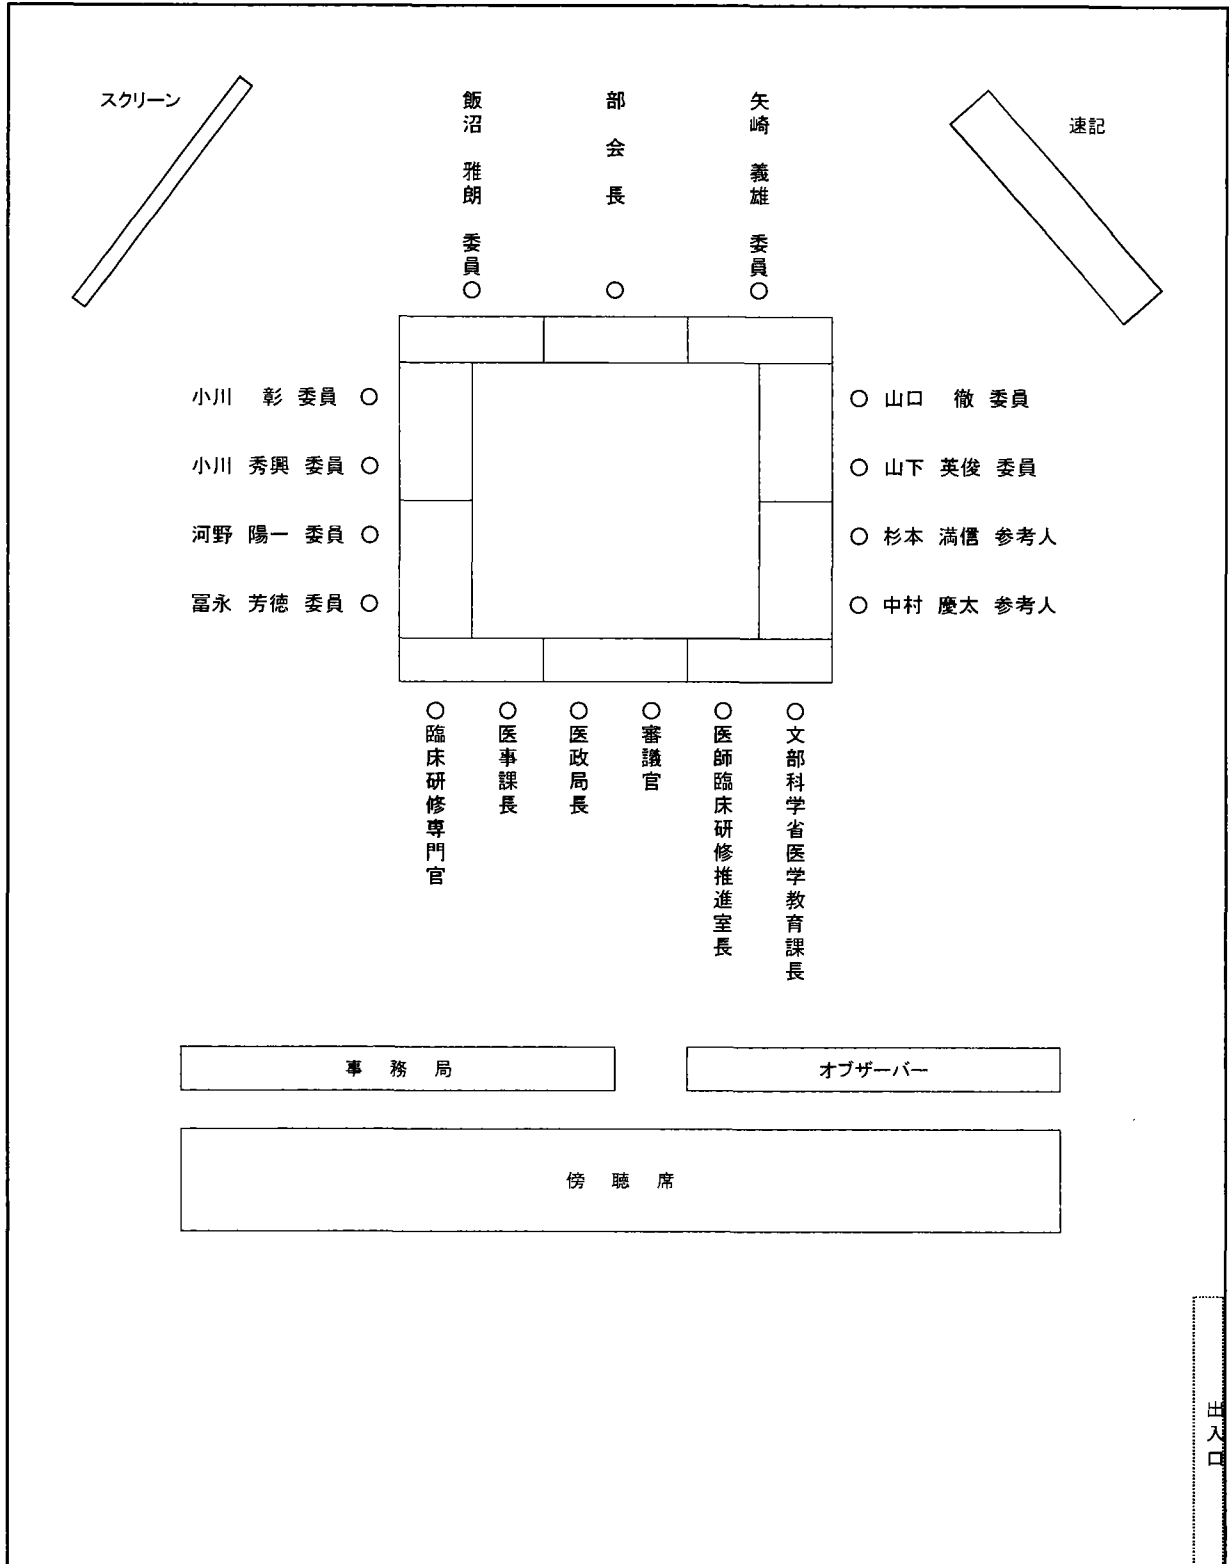 スクリーン
飯沼 雅朗 委員
部会長
矢崎 義雄 委員
速記
小川 彰 委員
小川 秀興 委員
河野 陽一 委員
冨永 芳徳 委員
山口 徹 委員
山下 英俊 委員
杉本 満信 参考人
中村 慶太 参考人
臨床研修専門官
医事課長
医政局長
審議官
医師臨床研修推進室長
文部科学省医学教育課長
事 務 局
オブザーバー
傍 聴 席
出入口